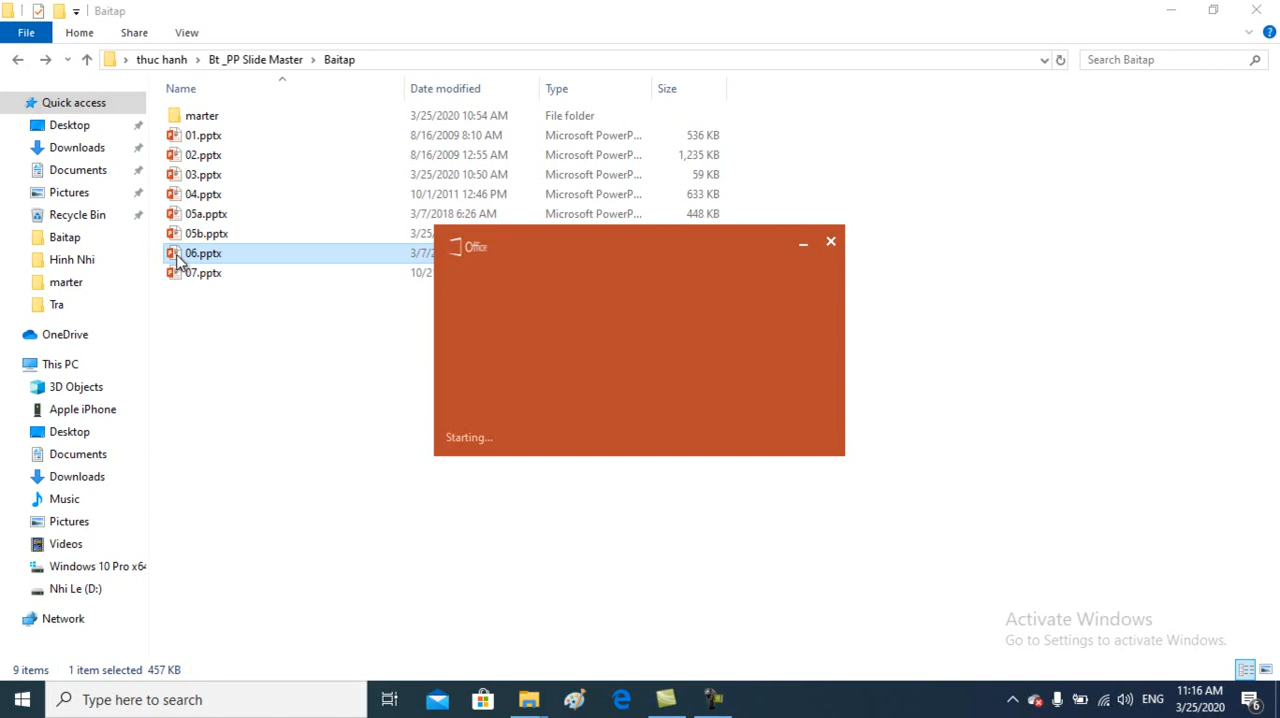 Baitap
File Home Share View
thuc hanh Bt _PP Slide Master Baitap Search Baitap
Name Date modified Type Size
Quick access
Desktop
Downloads
Documents
Pictures
Recycle Bin
Baitap
Hinh Nhi
marter
Tra
OneDrive
This PC
3D Objects
Apple iPhone
Desktop
Documents
Downloads
Music
Pictures
Videos
Windows 10 Pro x64
Nhi Le (D:)
Network
marter 3/25/2020 10:54 AM File folder
01.pptx 8/16/2009 8:10 AM Microsoft PowerP... 536 KB
02.pptx 8/16/2009 12:55 AM Microsoft PowerP... 1,235 KB
03.pptx 3/25/2020 10:50 AM Microsoft PowerP... 59 KB
04.pptx 10/1/2011 12:46 PM Microsoft PowerP... 633 KB
05a.pptx 3/7/2018 6:26 AM Microsoft PowerP... 448 KB
05b.pptx 3/25/
06.pptx 3/7/2
07.pptx 10/2
Office
Starting...
Activate Windows
Go to Settings to activate Windows.
9 items 1 item selected 457 KB
Type here to search
ENG
11:16 AM
3/25/2020
6